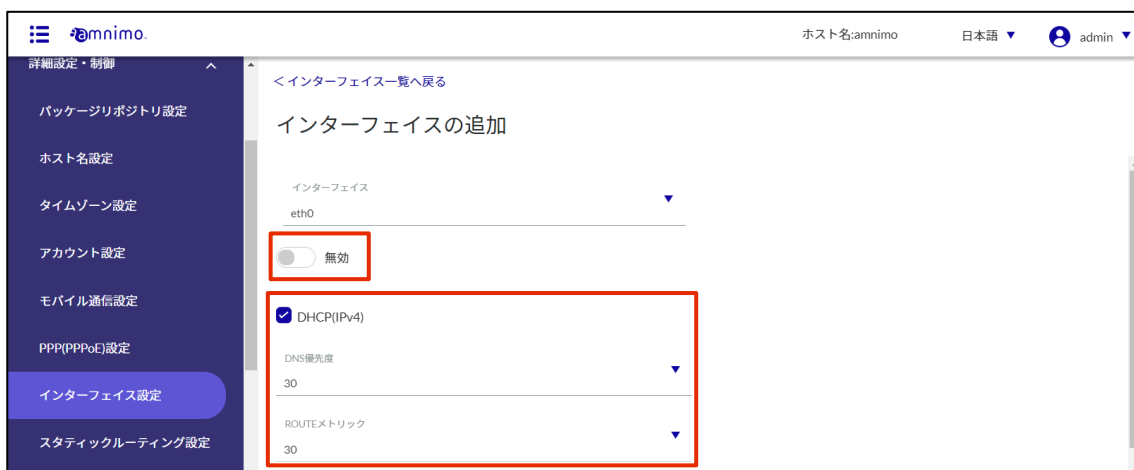 amnimo.
ホスト名:amnimo
日本語 ▼
admin ▼
詳細設定・制御
パッケージリポジトリ設定
ホスト名設定
タイムゾーン設定
アカウント設定
モバイル通信設定
PPP(PPPoE)設定
インターフェイス設定
スタティックルーティング設定
<インターフェイス一覧へ戻る
インターフェイスの追加
インターフェイス
eth0
無効
DHCP(IPv4)
DNS優先度
30
ROUTEメトリック
30